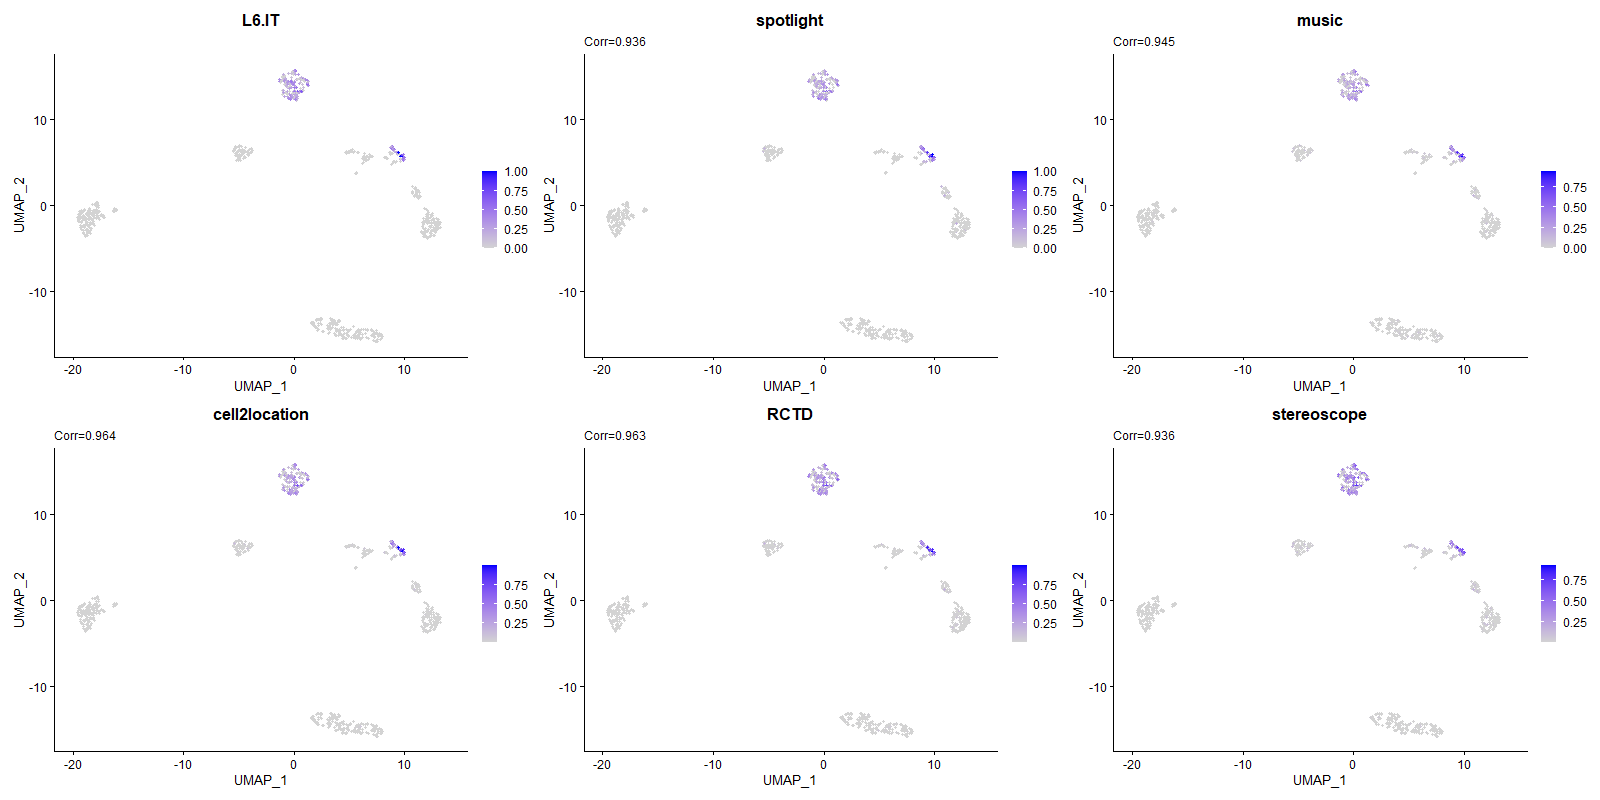 L6.IT
10
0
-10
UMAP_2
-20
-10
0
10
UMAP_1
1.00
0.75
0.50
0.25
0.00
spotlight
Corr=0.936
10
0
-10
UMAP_2
-20
-10
0
10
UMAP_1
1.00
0.75
0.50
0.25
0.00
music
Corr=0.945
10
0
-10
UMAP_2
-20
-10
0
10
UMAP_1
0.75
0.50
0.25
0.00
cell2location
Corr=0.964
10
0
-10
UMAP_2
-20
-10
0
10
UMAP_1
0.75
0.50
0.25
RCTD
Corr=0.963
10
0
-10
UMAP_2
-20
-10
0
10
UMAP_1
0.75
0.50
0.25
stereoscope
Corr=0.936
10
0
-10
UMAP_2
-20
-10
0
10
UMAP_1
0.75
0.50
0.25